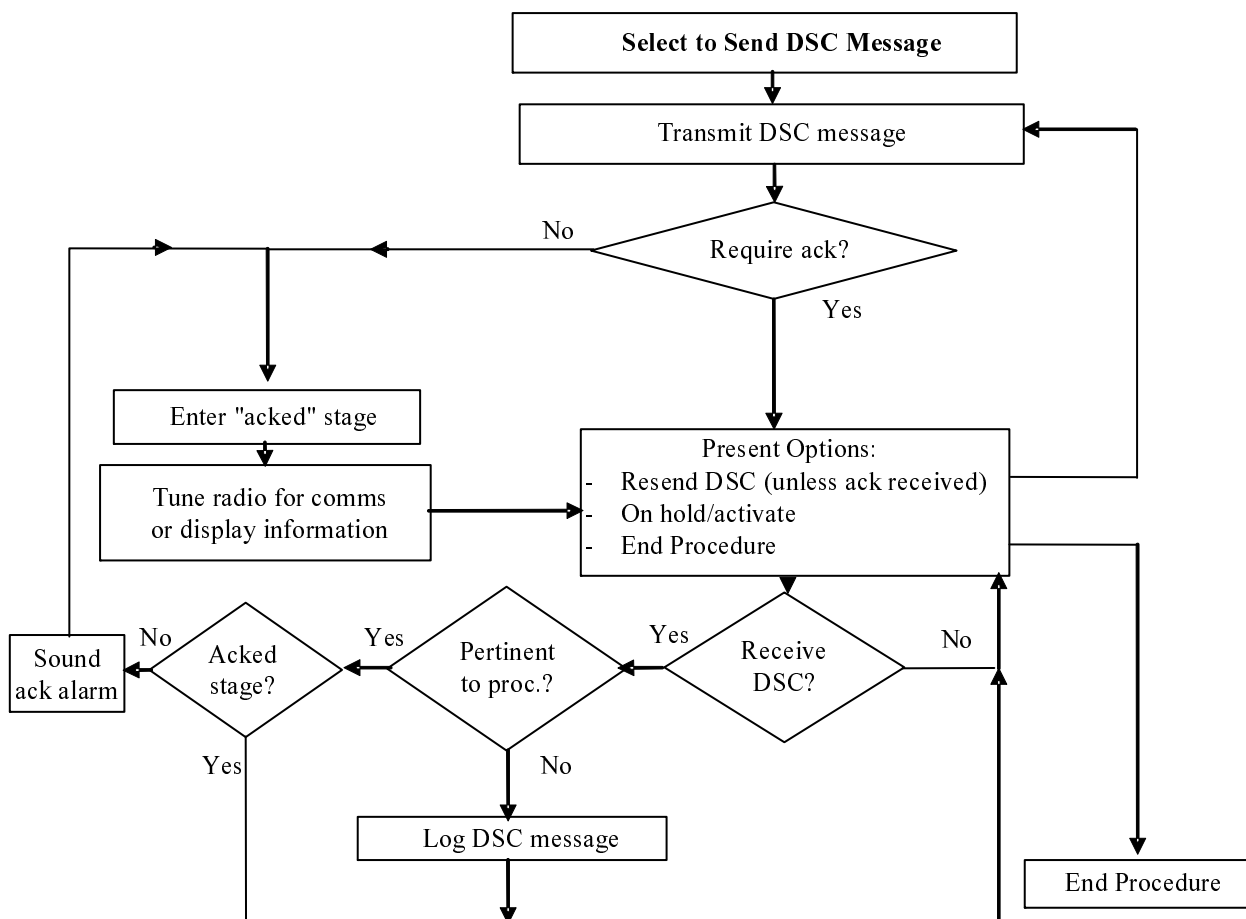 Select to Send DSC Message
Transmit DSC message
No
Require ack?
Yes
Enter "acked" stage
Tune radio for comms
or display information
Present Options:
- Resend DSC (unless ack received)
- On hold/activate
- End Procedure
No
Yes
Yes
No
Sound
ack alarm
Acked
stage?
Pertinent
to proc.?
Receive
DSC?
Yes
No
Log DSC message
End Procedure